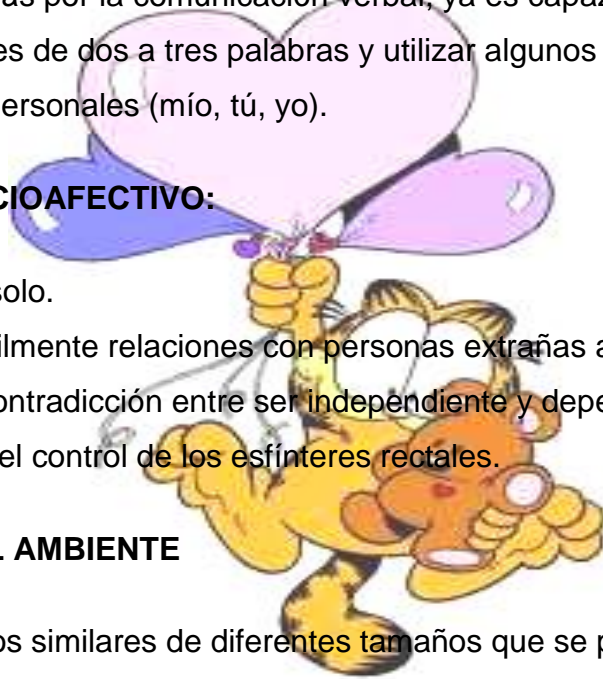 por la comunicación verbal, ya es capaz
es de dos a tres palabras y utilizar algunos
ersonales (mío, tú, yo).
CIOAFECTIVO:
solo.
ilmente relaciones con personas extrañas a
ontradicción entre ser independiente y depe
el control de los esfínteres rectales.
. AMBIENTE
os similares de diferentes tamaños que se p